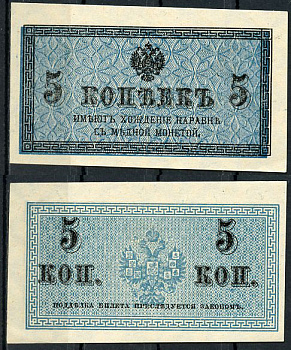 5 КОПѢЕКЪ 5
ИМѢЮТЪ ХОЖДЕНІЕ НАРАВНѢ
СЪ МѢДНОЙ МОНЕТОЙ.
5 5
КОП. КОП.
ПОДДѢЛКА БИЛЕТА ПРЕСЛѢДУЕТСЯ ЗАКОНОМЪ.